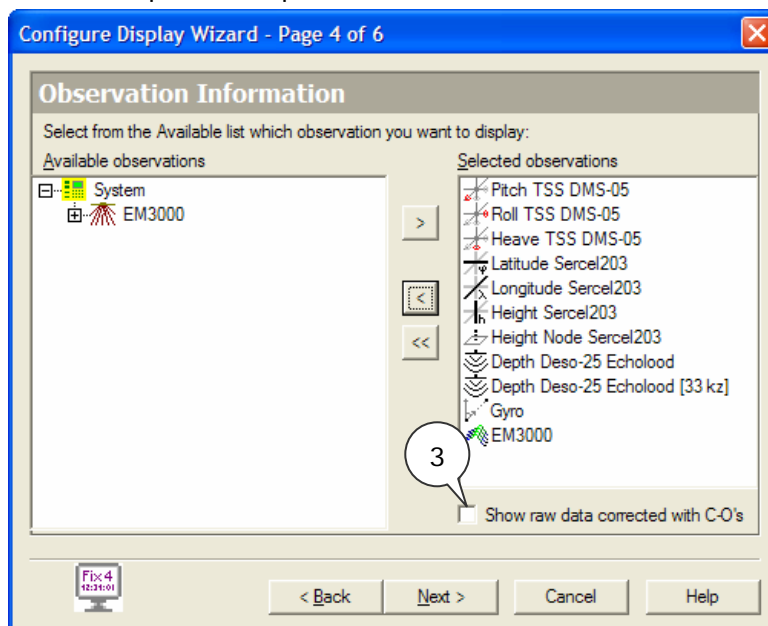 Configure Display Wizard - Page 4 of 6
Observation Information
Select from the Available list which observation you want to display:
Available observations
Selected observations
System
EM3000
>
<
<<
Pitch TSS DMS-05
Roll TSS DMS-05
Heave TSS DMS-05
Latitude Sercel203
Longitude Sercel203
Height Sercel203
Height Node Sercel203
Depth Deso-25 Echolood
Depth Deso-25 Echolood [33 kz]
Gyro
EM3000
3
Show raw data corrected with C-O's
Fix4
12:31:01
< Back
Next >
Cancel
Help